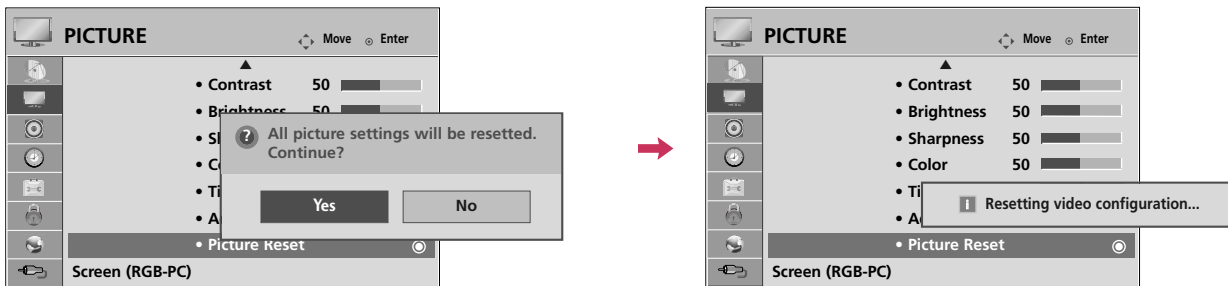 PICTURE
Move Enter
• Contrast 50
• Brightness 50
• S
• C
• Ti
• A
All picture settings will be resetted.
Continue?
Yes No
• Picture Reset
Screen (RGB-PC)
PICTURE
Move Enter
• Contrast 50
• Brightness 50
• Sharpness 50
• Color 50
• Ti
• A
Resetting video configuration...
• Picture Reset
Screen (RGB-PC)